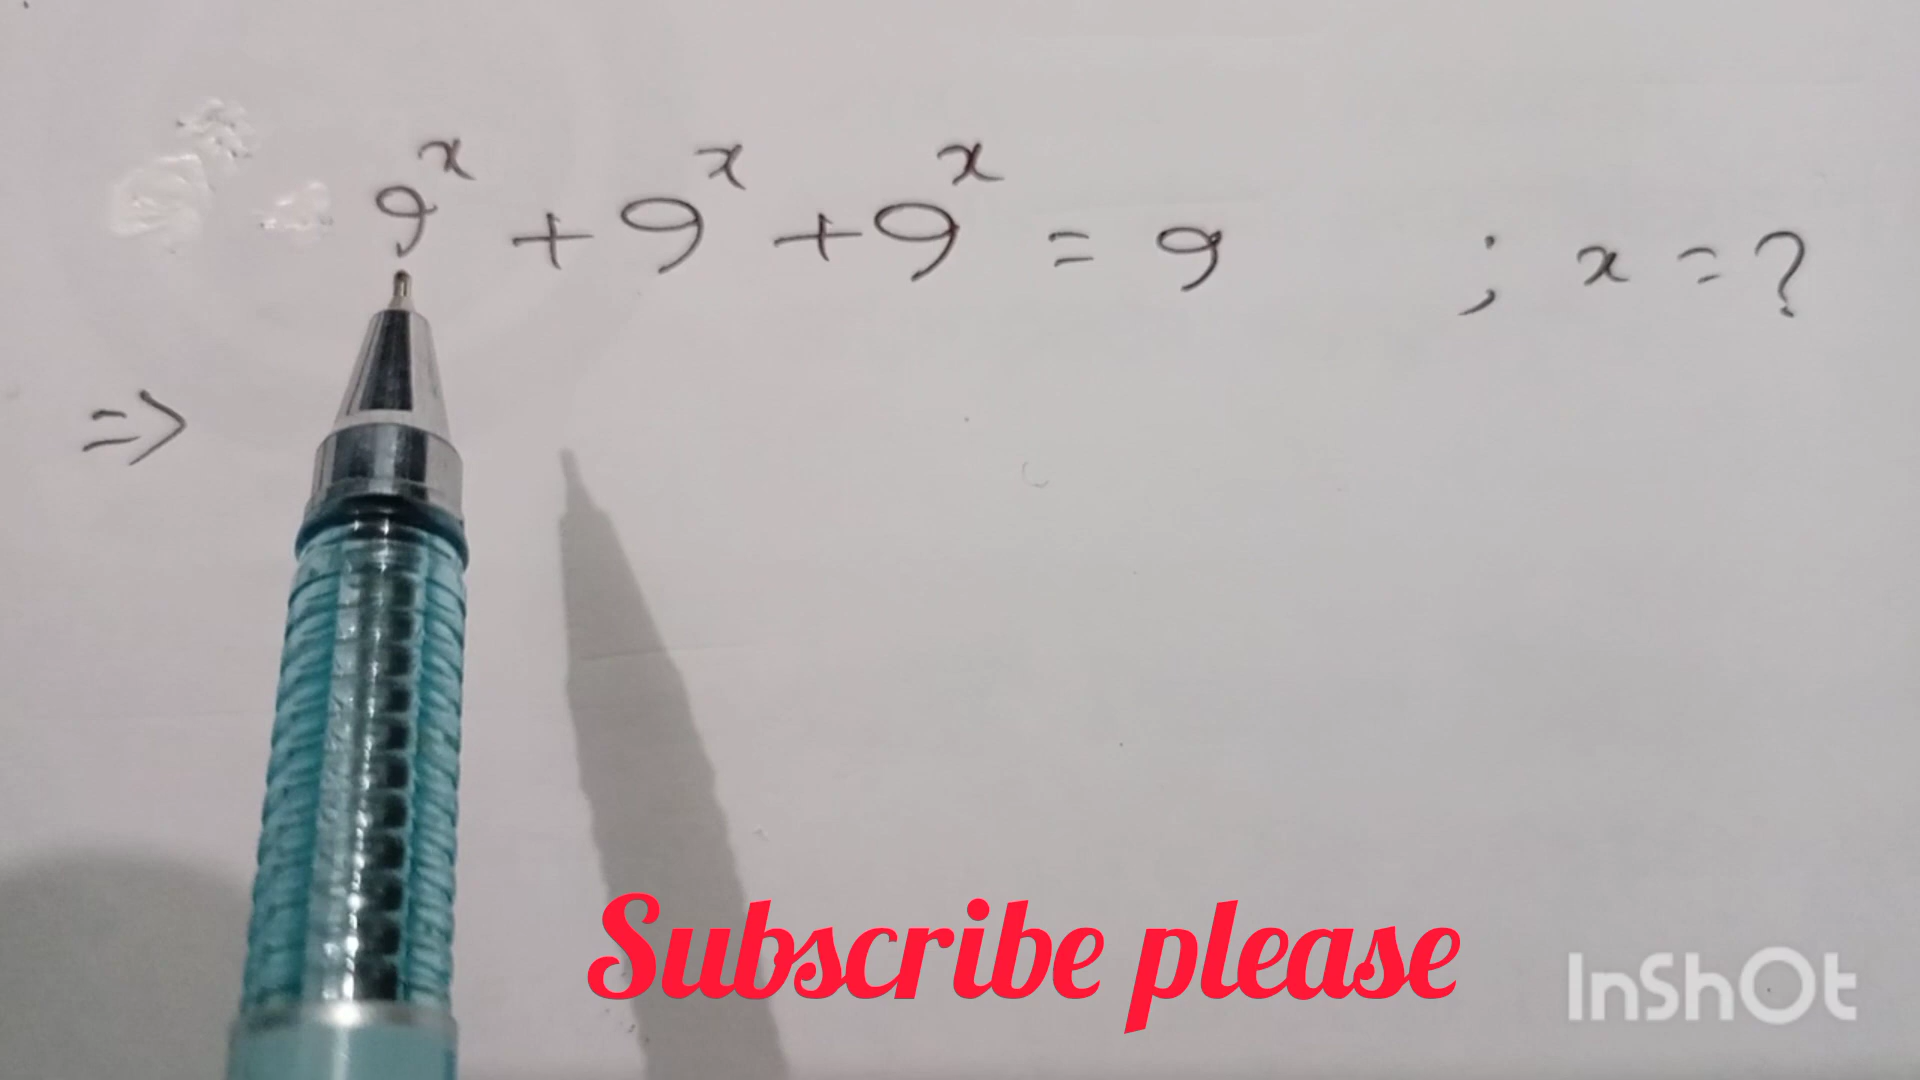 9^x + 9^x + 9^x = 9 ; x = ?
=>
Subscribe please
InShOt